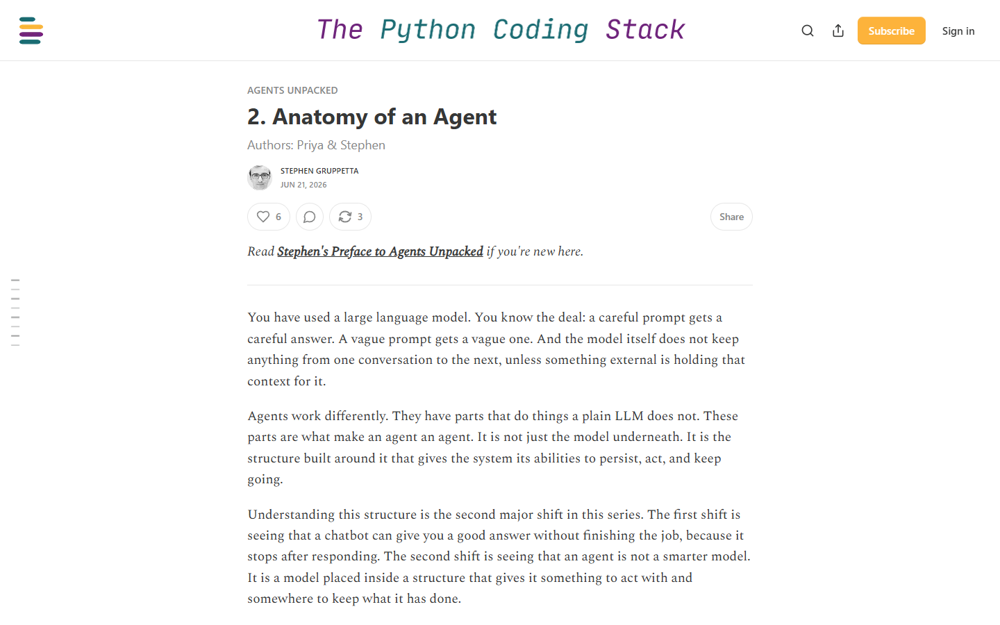 The Python Coding Stack
Subscribe
Sign in
AGENTS UNPACKED
2. Anatomy of an Agent
Authors: Priya & Stephen
STEPHEN GRUPPETTA
JUN 21, 2026
6
3
Share
Read Stephen's Preface to Agents Unpacked if you're new here.
You have used a large language model. You know the deal: a careful prompt gets a
careful answer. A vague prompt gets a vague one. And the model itself does not keep
anything from one conversation to the next, unless something external is holding that
context for it.
Agents work differently. They have parts that do things a plain LLM does not. These
parts are what make an agent an agent. It is not just the model underneath. It is the
structure built around it that gives the system its abilities to persist, act, and keep
going.
Understanding this structure is the second major shift in this series. The first shift is
seeing that a chatbot can give you a good answer without finishing the job, because it
stops after responding. The second shift is seeing that an agent is not a smarter model.
It is a model placed inside a structure that gives it something to act with and
somewhere to keep what it has done.